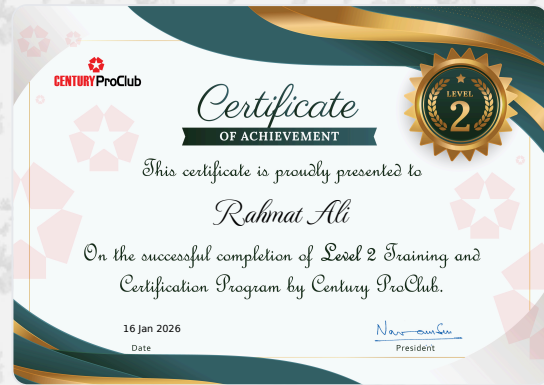 CENTURY ProClub
LEVEL
2
Certificate
OF ACHIEVEMENT
This certificate is proudly presented to
Rahmat Ali
On the successful completion of Level 2 Training and
Certification Program by Century ProClub.
16 Jan 2026
Date
President